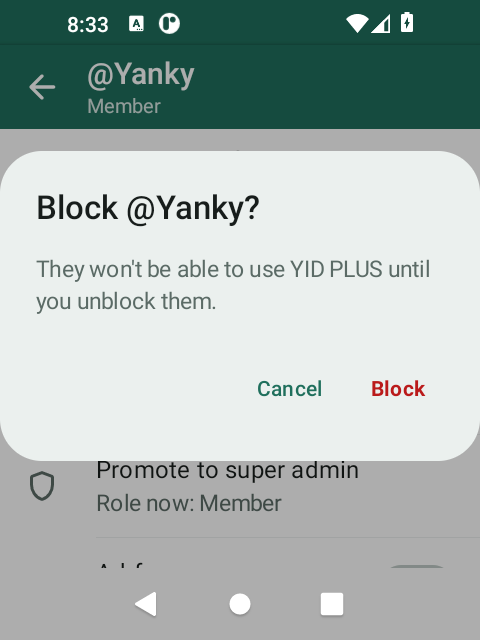 8:33
A
@Yanky
Member
Block @Yanky?
They won't be able to use YID PLUS until
you unblock them.
Cancel Block
Promote to super admin
Role now: Member